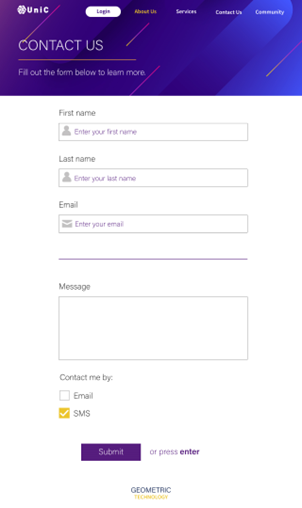 UniC
Login About Us Services Contact Us Community
CONTACT US
Fill out the form below to learn more.
First name
Enter your first name
Last name
Enter your last name
Email
Enter your email
Message
Contact me by:
Email
SMS
Submit or press enter
GEOMETRIC
TECHNOLOGY